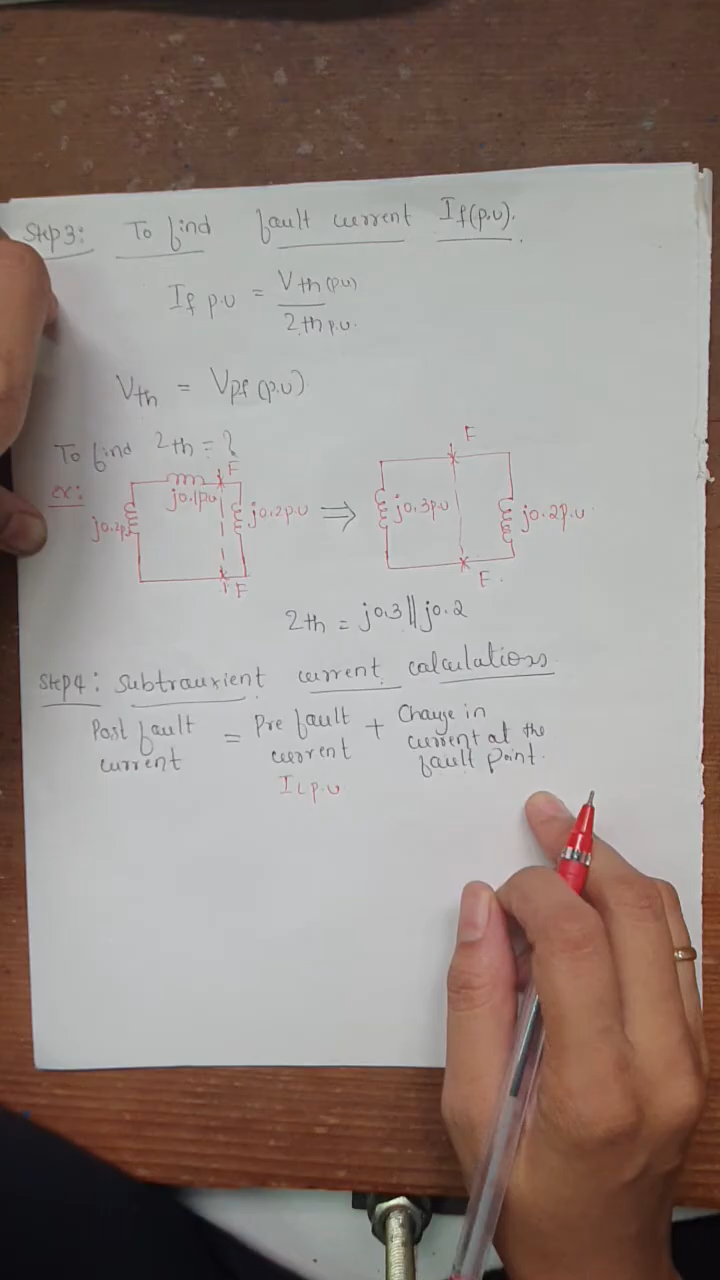 Step3: To find fault current If(p.u).
If p.u = Vth(p.u)
Zth p.u.
Vth = Vpf (p.u)
To find Zth = ?
ex:
F
j0.1pu
j0.2p
j0.2p.u
F
⇒
F
j0.3p.u
j0.2p.u
F.
Zth = j0.3 || j0.2
Step4: Subtrauxient current calculations
Post fault current = Pre fault current + Change in current at the fault point.
ILp.u